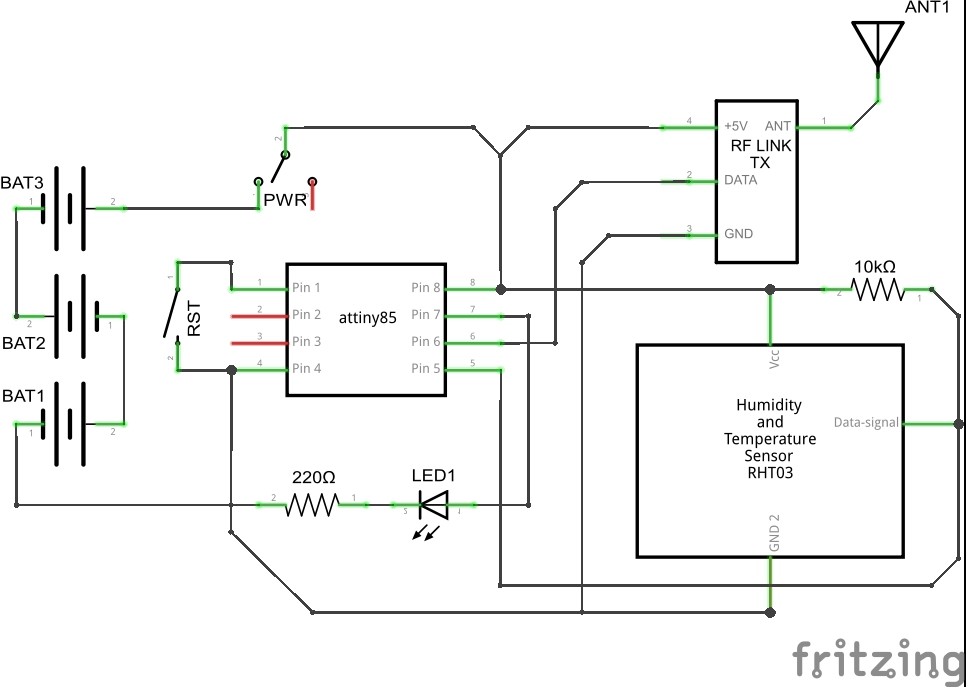 ANT1
4
+5V
ANT
1
RF LINK
TX
2
DATA
3
GND
2
PWR
BAT3
1
2
1
RST
2
BAT2
2
1
BAT1
1
2
1
Pin 1
2
Pin 2
3
Pin 3
4
Pin 4
attiny85
Pin 8
8
Pin 7
7
Pin 6
6
Pin 5
5
10kΩ
2
1
Vcc
Humidity
and
Temperature
Sensor
RHT03
Data-signal
GND 2
220Ω
2
1
LED1
fritzing